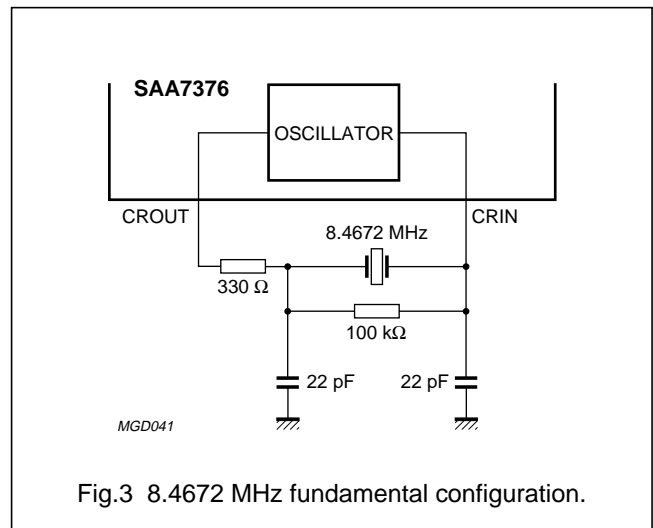 SAA7376
OSCILLATOR
CROUT
CRIN
8.4672 MHz
330 Ω
100 kΩ
22 pF
22 pF
MGD041
Fig.3 8.4672 MHz fundamental configuration.